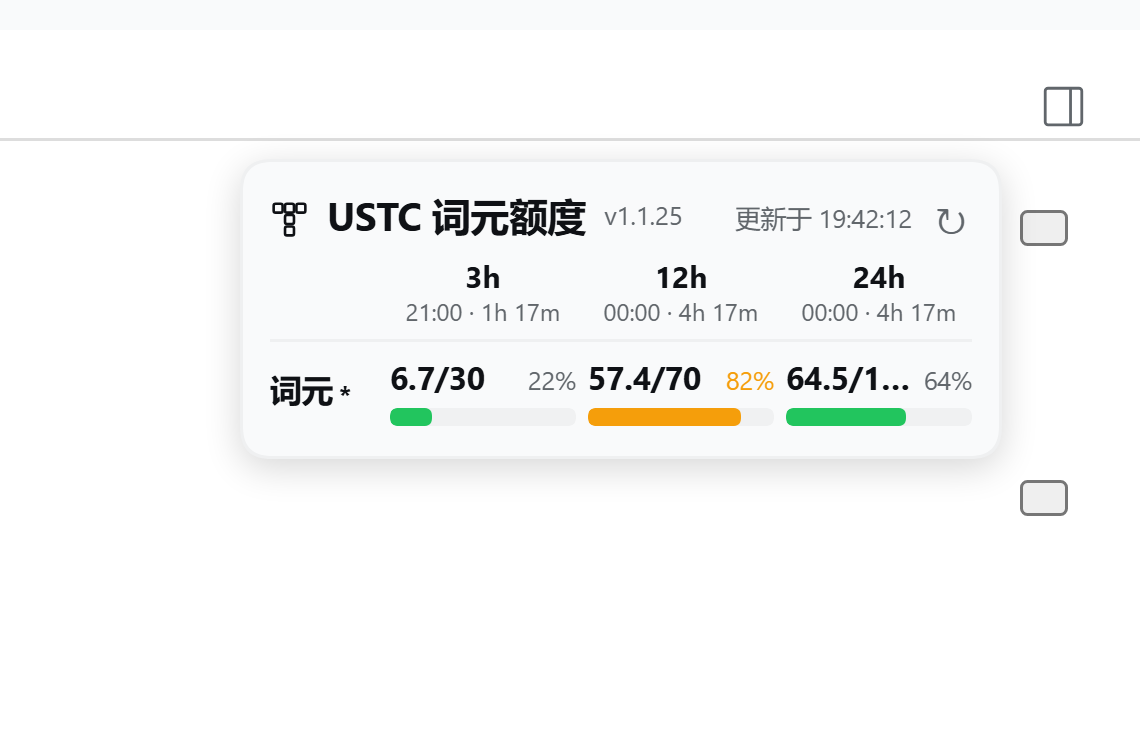 USTC 词元额度 v1.1.25 更新于 19:42:12
3h 12h 24h
21:00 · 1h 17m 00:00 · 4h 17m 00:00 · 4h 17m
词元 * 6.7/30 22% 57.4/70 82% 64.5/1... 64%